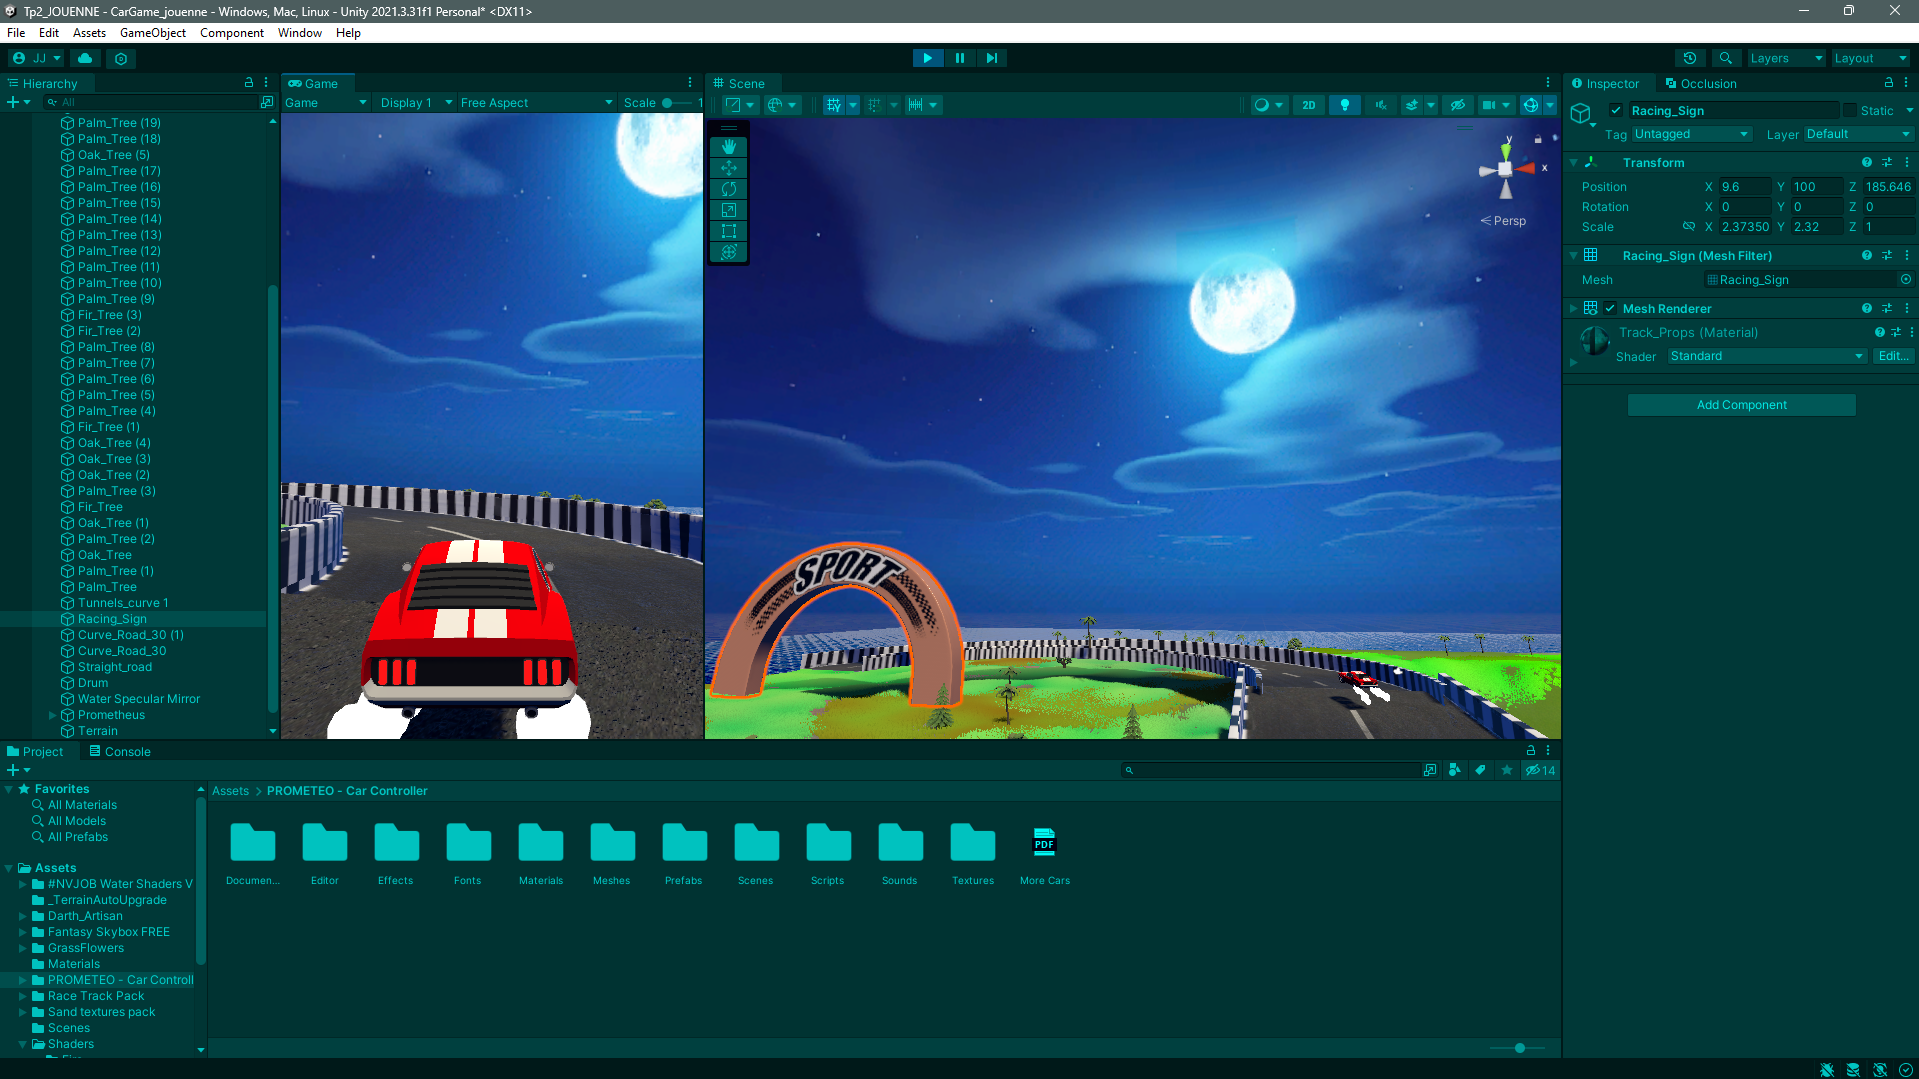 Tp2_JOUENNE - CarGame_jouenne - Windows, Mac, Linux - Unity 2021.3.31f1 Personal* <DX11>
File Edit Assets GameObject Component Window Help
JJ
Layers
Layout
Hierarchy
All
Palm_Tree (19)
Palm_Tree (18)
Oak_Tree (5)
Palm_Tree (17)
Palm_Tree (16)
Palm_Tree (15)
Palm_Tree (14)
Palm_Tree (13)
Palm_Tree (12)
Palm_Tree (11)
Palm_Tree (10)
Palm_Tree (9)
Fir_Tree (3)
Fir_Tree (2)
Palm_Tree (8)
Palm_Tree (7)
Palm_Tree (6)
Palm_Tree (5)
Palm_Tree (4)
Fir_Tree (1)
Oak_Tree (4)
Oak_Tree (3)
Oak_Tree (2)
Palm_Tree (3)
Fir_Tree
Oak_Tree (1)
Palm_Tree (2)
Oak_Tree
Palm_Tree (1)
Palm_Tree
Tunnels_curve 1
Racing_Sign
Curve_Road_30 (1)
Curve_Road_30
Straight_road
Drum
Water Specular Mirror
Prometheus
Terrain
Game
Game Display 1 Free Aspect Scale 1
Scene
2D
y
x
Persp
SPORT
Inspector Occlusion
Racing_Sign Static
Tag Untagged Layer Default
Transform
Position X 9.6 Y 100 Z 185.646
Rotation X 0 Y 0 Z 0
Scale X 2.37350 Y 2.32 Z 1
Racing_Sign (Mesh Filter)
Mesh Racing_Sign
Mesh Renderer
Track_Props (Material)
Shader Standard Edit...
Add Component
Project Console
14
Favorites
All Materials
All Models
All Prefabs
Assets
#NVJOB Water Shaders V
_TerrainAutoUpgrade
Darth_Artisan
Fantasy Skybox FREE
GrassFlowers
Materials
PROMETEO - Car Controll
Race Track Pack
Sand textures pack
Scenes
Shaders
Assets > PROMETEO - Car Controller
PDF
Documen... Editor Effects Fonts Materials Meshes Prefabs Scenes Scripts Sounds Textures More Cars